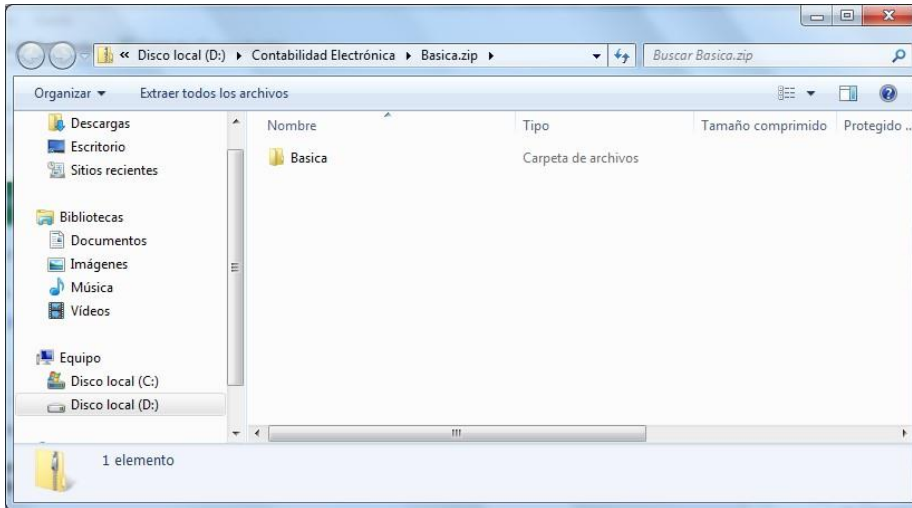 « Disco local (D:) Contabilidad Electrónica Basica.zip Buscar Basica.zip
Organizar Extraer todos los archivos
Descargas
Escritorio
Sitios recientes
Bibliotecas
Documentos
Imágenes
Música
Vídeos
Equipo
Disco local (C:)
Disco local (D:)
Nombre Tipo Tamaño comprimido Protegido ...
Basica Carpeta de archivos
1 elemento